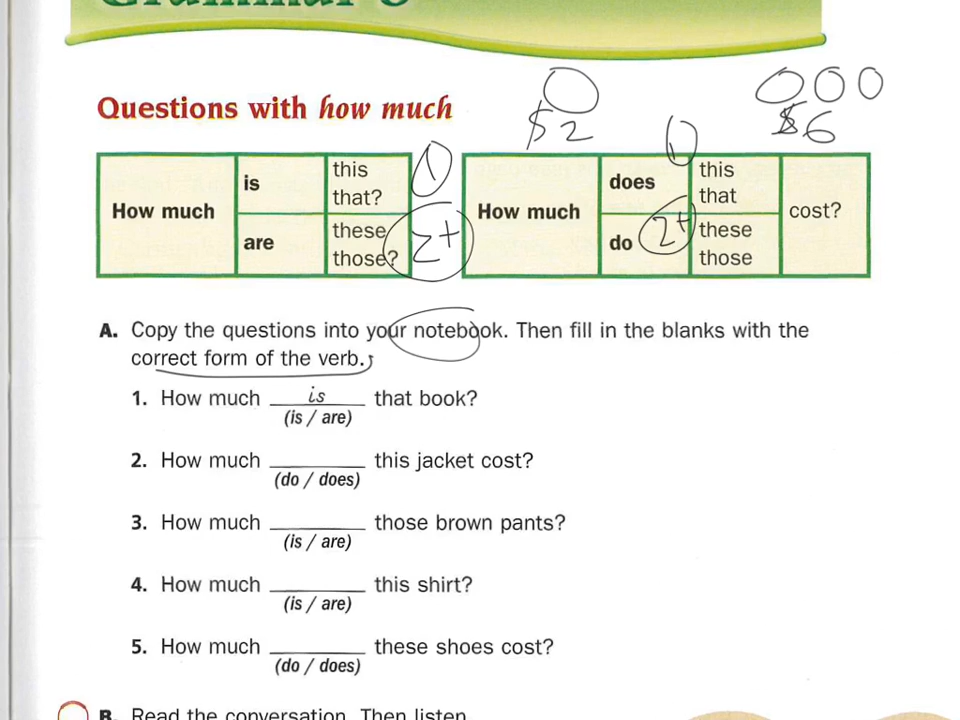 Questions with how much
$2
$6
How much
is
this
that?
1
are
these
those?
2+
How much
does
1
this
that
do
2+
these
those
cost?
A. Copy the questions into your notebook. Then fill in the blanks with the
correct form of the verb.
1. How much is that book?
(is / are)
2. How much ________ this jacket cost?
(do / does)
3. How much ________ those brown pants?
(is / are)
4. How much ________ this shirt?
(is / are)
5. How much ________ these shoes cost?
(do / does)
B. Read the conversation. Then listen.